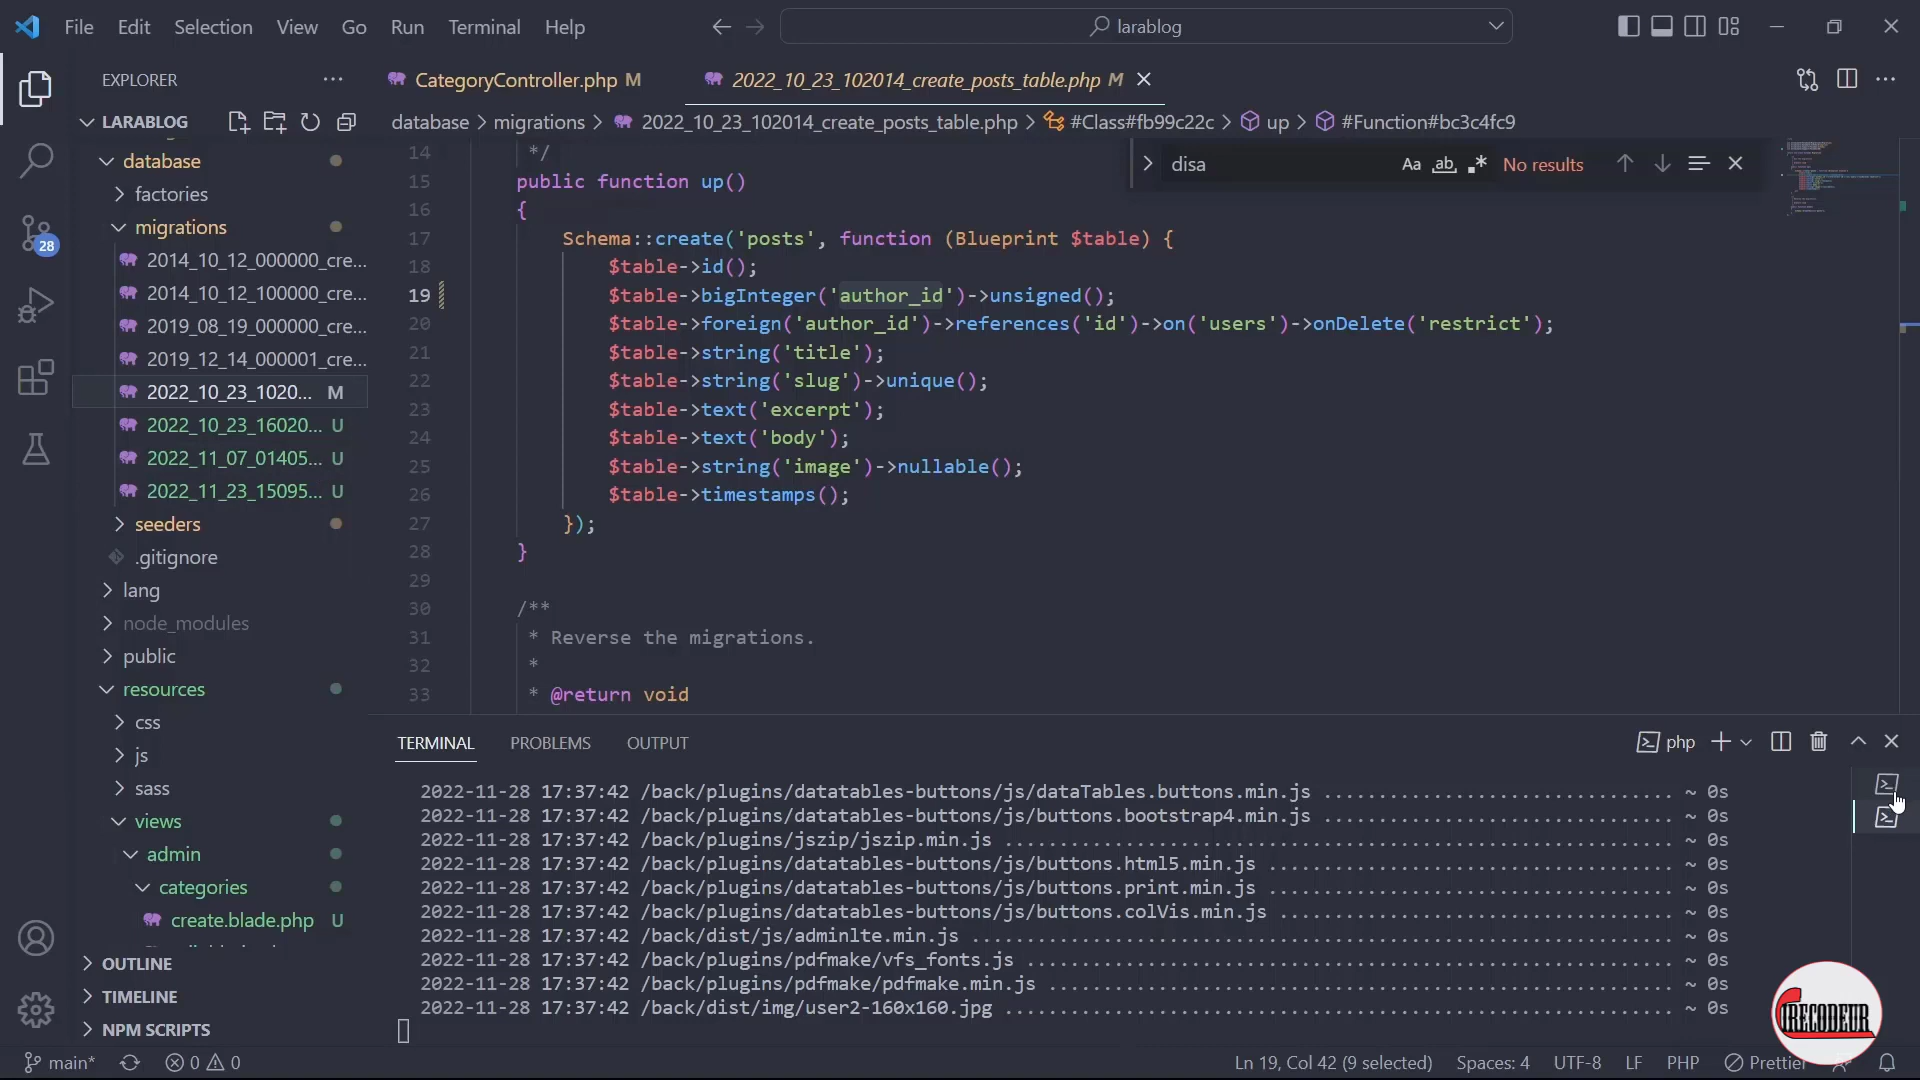 File Edit Selection View Go Run Terminal Help
larablog
EXPLORER
CategoryController.php M
2022_10_23_102014_create_posts_table.php M
LARABLOG
database > migrations > 2022_10_23_102014_create_posts_table.php > #Class#fb99c22c > up > #Function#bc3c4fc9
database
factories
migrations
2014_10_12_000000_cre...
2014_10_12_100000_cre...
2019_08_19_000000_cre...
2019_12_14_000001_cre...
2022_10_23_1020... M
2022_10_23_16020... U
2022_11_07_01405... U
2022_11_23_15095... U
seeders
.gitignore
lang
node_modules
public
resources
css
js
sass
views
admin
categories
create.blade.php U
OUTLINE
TIMELINE
NPM SCRIPTS
disa
Aa ab No results
14 */
15 public function up()
16 {
17 Schema::create('posts', function (Blueprint $table) {
18 $table->id();
19 $table->bigInteger('author_id')->unsigned();
20 $table->foreign('author_id')->references('id')->on('users')->onDelete('restrict');
21 $table->string('title');
22 $table->string('slug')->unique();
23 $table->text('excerpt');
24 $table->text('body');
25 $table->string('image')->nullable();
26 $table->timestamps();
27 });
28 }
29
30 /**
31 * Reverse the migrations.
32 *
33 * @return void
TERMINAL PROBLEMS OUTPUT
php
2022-11-28 17:37:42 /back/plugins/datatables-buttons/js/dataTables.buttons.min.js ................................ ~ 0s
2022-11-28 17:37:42 /back/plugins/datatables-buttons/js/buttons.bootstrap4.min.js ................................ ~ 0s
2022-11-28 17:37:42 /back/plugins/jszip/jszip.min.js ............................................................. ~ 0s
2022-11-28 17:37:42 /back/plugins/datatables-buttons/js/buttons.html5.min.js ..................................... ~ 0s
2022-11-28 17:37:42 /back/plugins/datatables-buttons/js/buttons.print.min.js ..................................... ~ 0s
2022-11-28 17:37:42 /back/plugins/datatables-buttons/js/buttons.colVis.min.js .................................... ~ 0s
2022-11-28 17:37:42 /back/dist/js/adminlte.min.js ................................................................ ~ 0s
2022-11-28 17:37:42 /back/plugins/pdfmake/vfs_fonts.js ........................................................... ~ 0s
2022-11-28 17:37:42 /back/plugins/pdfmake/pdfmake.min.js ......................................................... ~ 0s
2022-11-28 17:37:42 /back/dist/img/user2-160x160.jpg ............................................................. ~ 0s
28
main* 0 0
Ln 19, Col 42 (9 selected) Spaces: 4 UTF-8 LF PHP Prettier